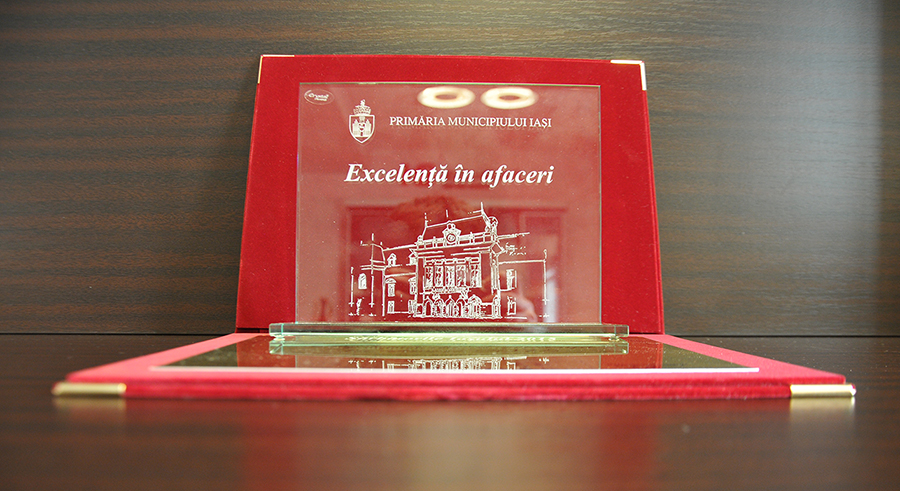 PRIMĂRIA MUNICIPIULUI IAȘI
Excelență în afaceri